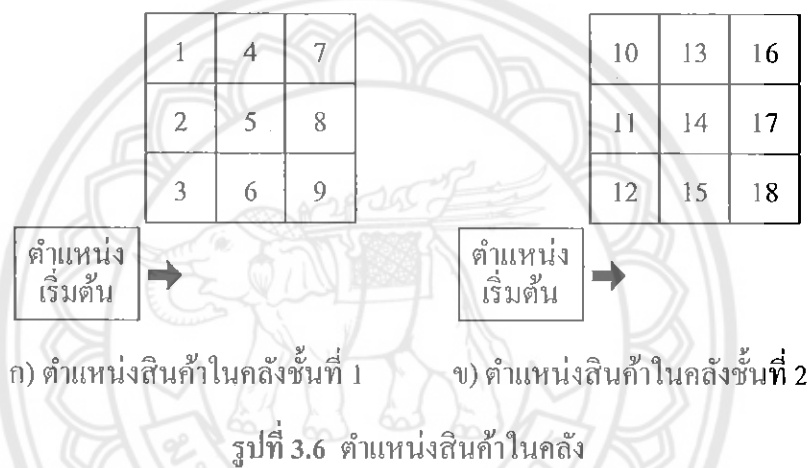 1 4 7 10 13 16
2 5 8 11 14 17
3 6 9 12 15 18
ตำแหน่ง ตำแหน่ง
เริ่มต้น เริ่มต้น
ก) ตำแหน่งสินค้าในคลังชั้นที่ 1 ข) ตำแหน่งสินค้าในคลังชั้นที่ 2
รูปที่ 3.6 ตำแหน่งสินค้าในคลัง